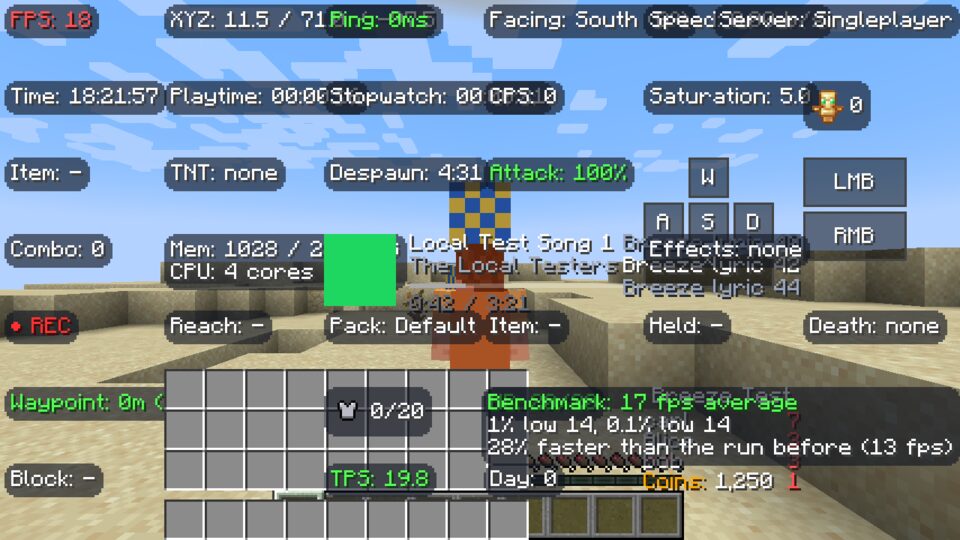 FPS: 18
XYZ: 11.5 / 71
Ping: 0ms
Facing: South
Speed
Server: Singleplayer
Time: 18:21:57
Playtime: 00:00
Stopwatch: 00
CPS: 0
Saturation: 5.0
0
Item: -
TNT: none
Despawn: 4:31
Attack: 100%
W
LMB
A
S
D
RMB
Combo: 0
Mem: 1028 / 2
CPU: 4 cores
Local Test Song 1
The Local Testers
0:42 / 3:21
Effects: none
Breeze lyric 42
Breeze lyric 44
REC
Reach: -
Pack: Default
Item: -
Held: -
Death: none
Waypoint: 0m (
0/20
Breeze Test
Benchmark: 17 fps average
1% low 14, 0.1% low 14
28% faster than the run before (13 fps)
Block: -
TPS: 19.8
Day: 0
Coins: 1,250
1